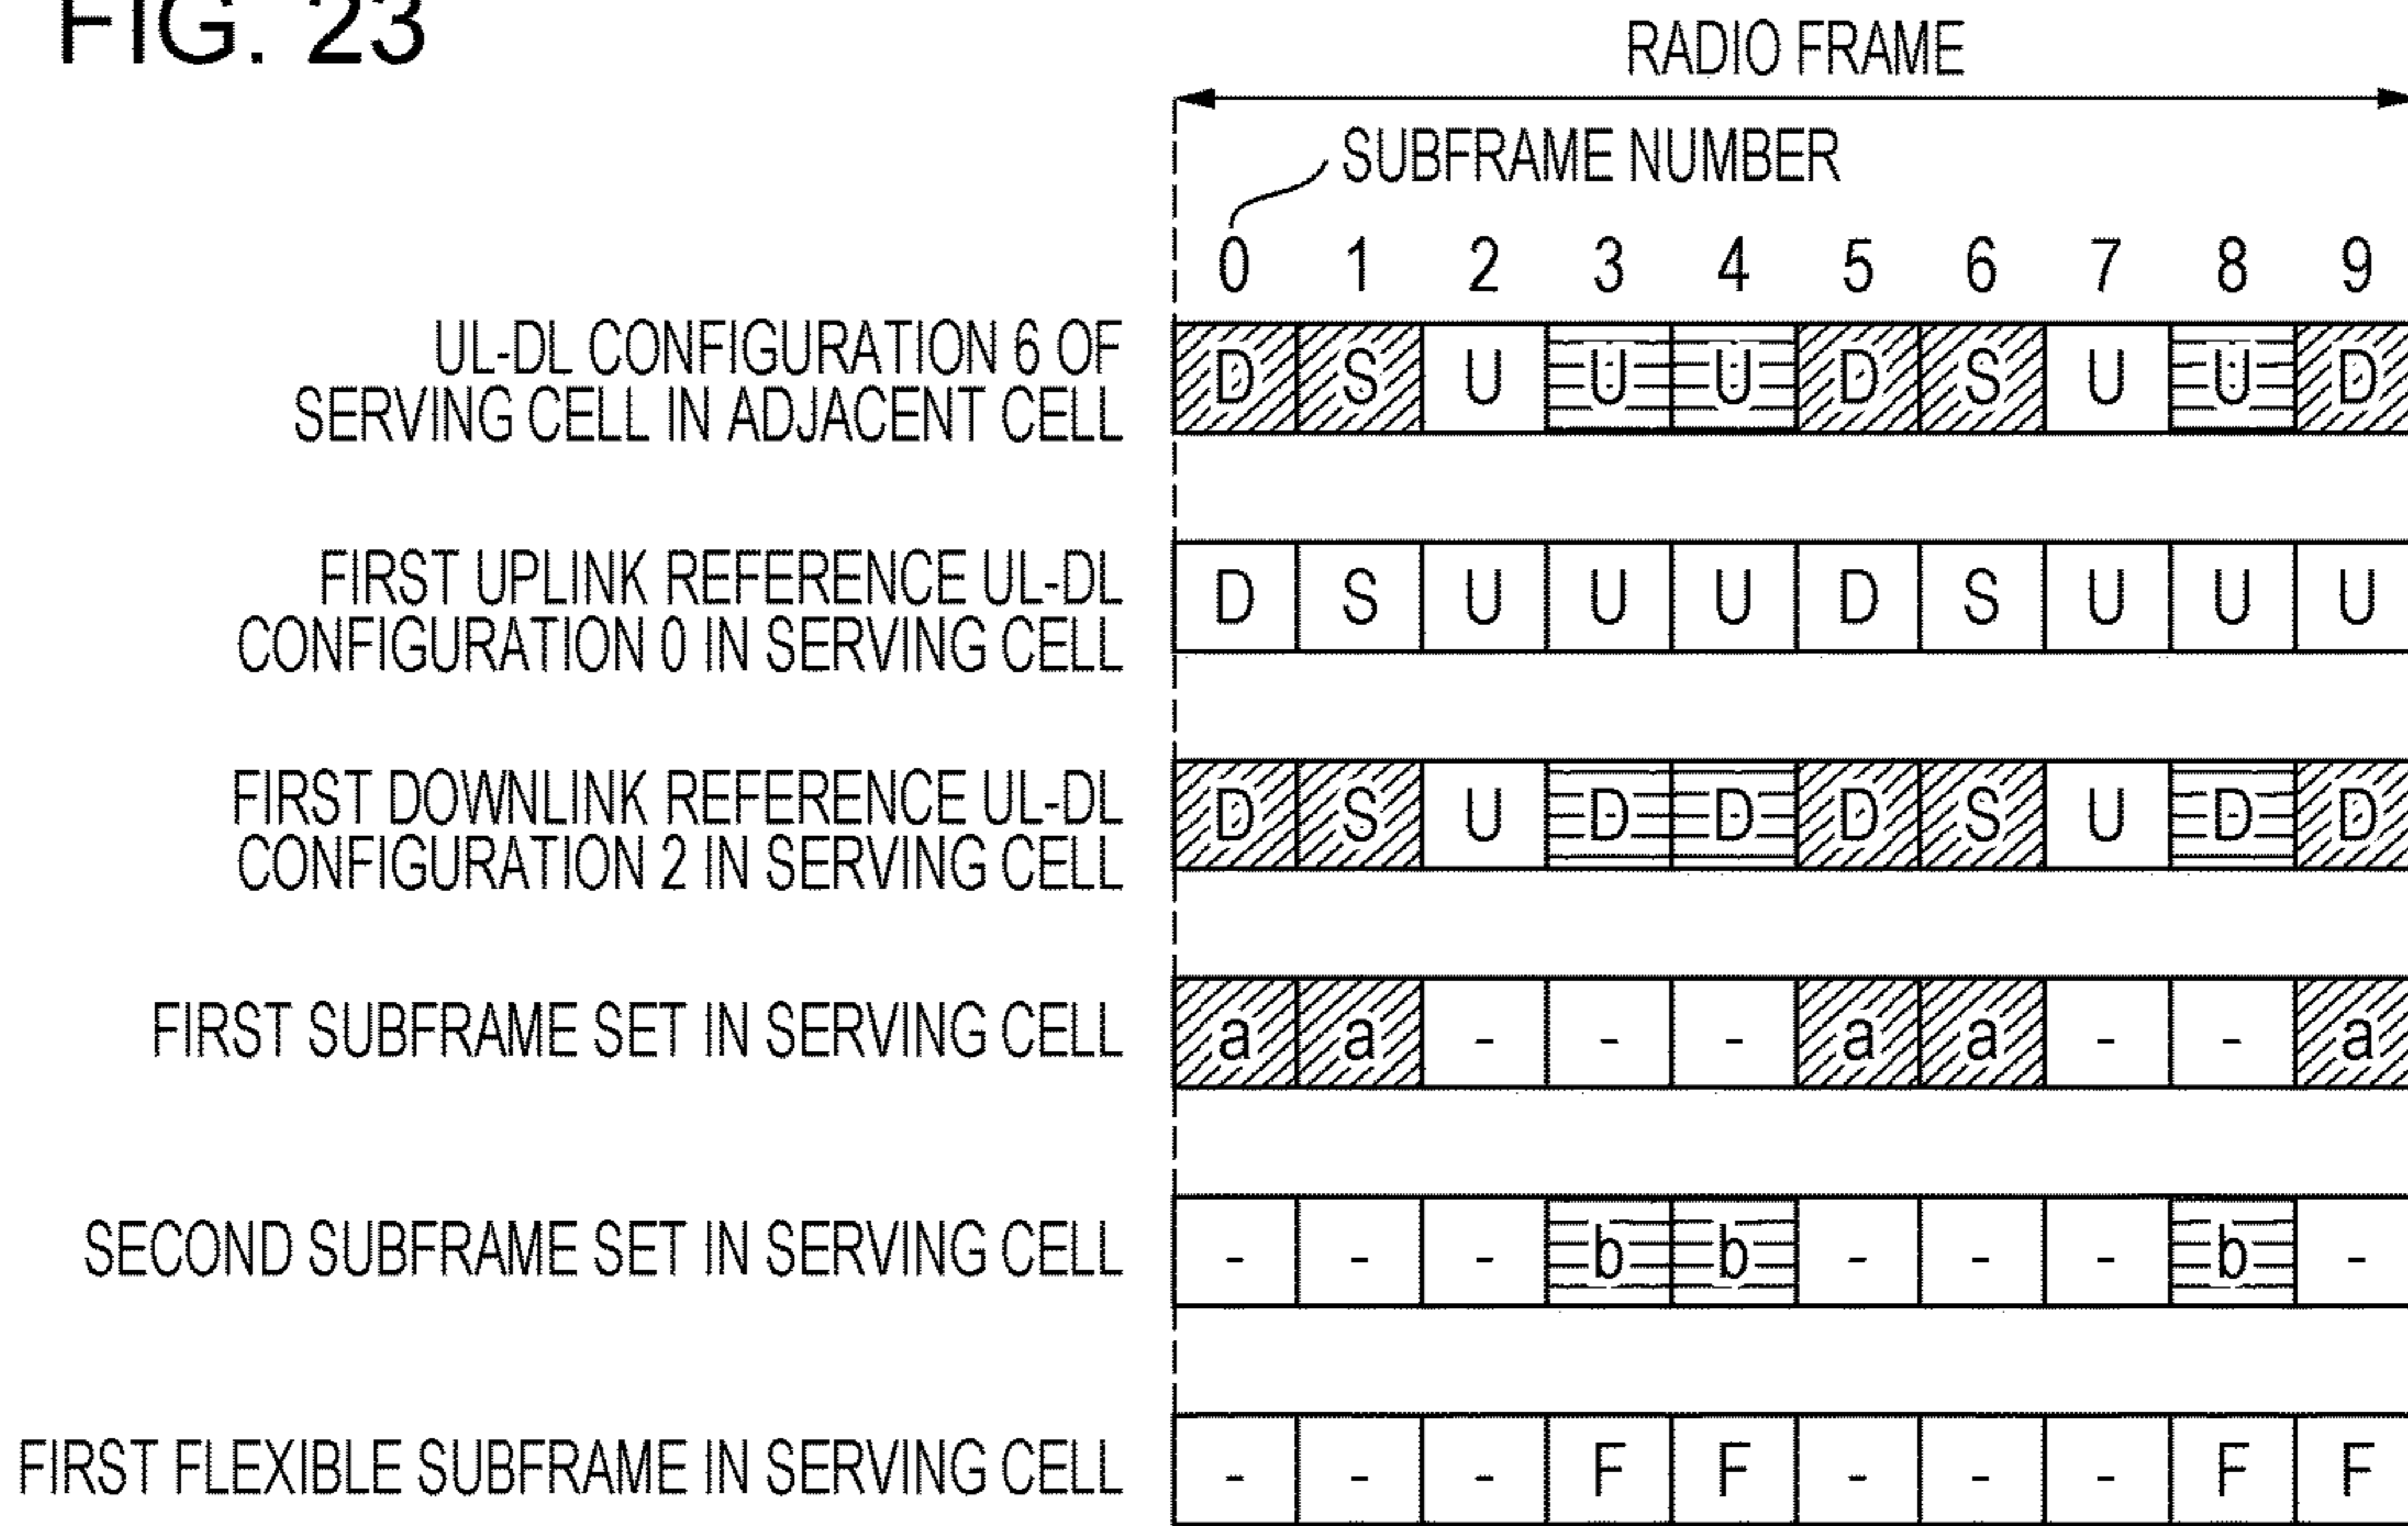 FIG. 23
RADIO FRAME
SUBFRAME NUMBER
0 1 2 3 4 5 6 7 8 9
UL-DL CONFIGURATION 6 OF
SERVING CELL IN ADJACENT CELL
D S U U U D S U U D
FIRST UPLINK REFERENCE UL-DL
CONFIGURATION 0 IN SERVING CELL
D S U U U D S U U U
FIRST DOWNLINK REFERENCE UL-DL
CONFIGURATION 2 IN SERVING CELL
D S U D D D S U D D
FIRST SUBFRAME SET IN SERVING CELL
a a - - - a a - - a
SECOND SUBFRAME SET IN SERVING CELL
- - - b b - - - b -
FIRST FLEXIBLE SUBFRAME IN SERVING CELL
- - - F F - - - F F